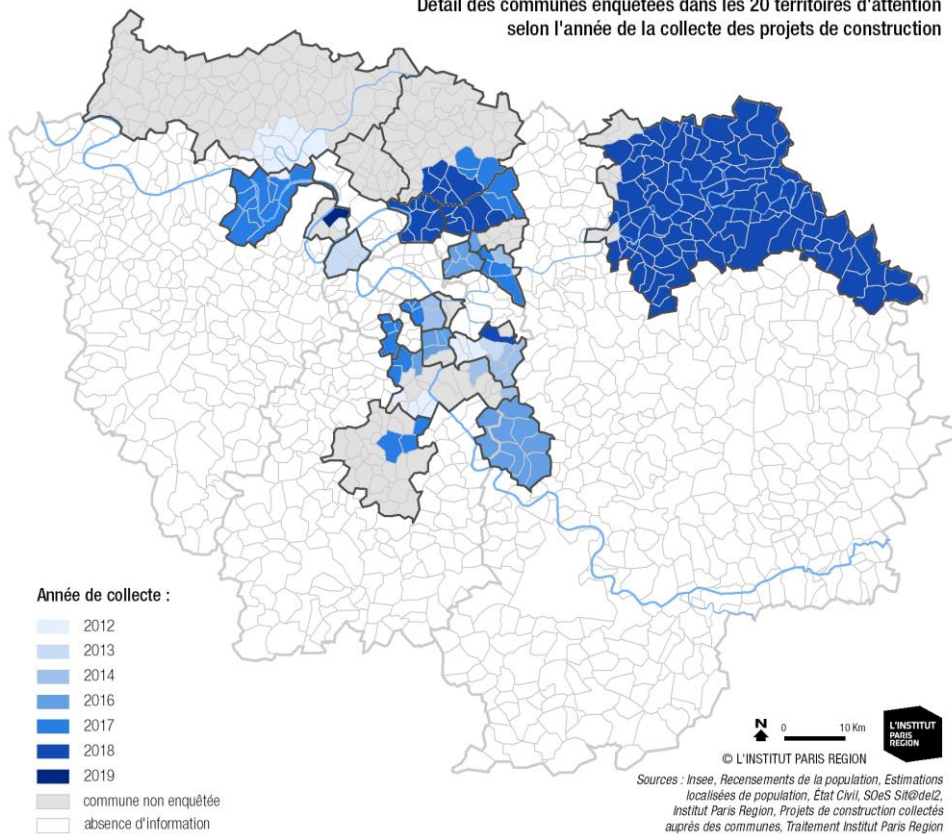 Détail des communes enquêtées dans les 20 territoires d'attention
selon l'année de la collecte des projets de construction
Année de collecte :
2012
2013
2014
2016
2017
2018
2019
commune non enquêtée
absence d'information
N
0 10 Km
L'INSTITUT
PARIS
REGION
© L'INSTITUT PARIS REGION
Sources : Insee, Recensements de la population, Estimations
localisées de population, État Civil, SOeS Sit@del2,
Institut Paris Region, Projets de construction collectés
auprès des communes, Traitement Institut Paris Region